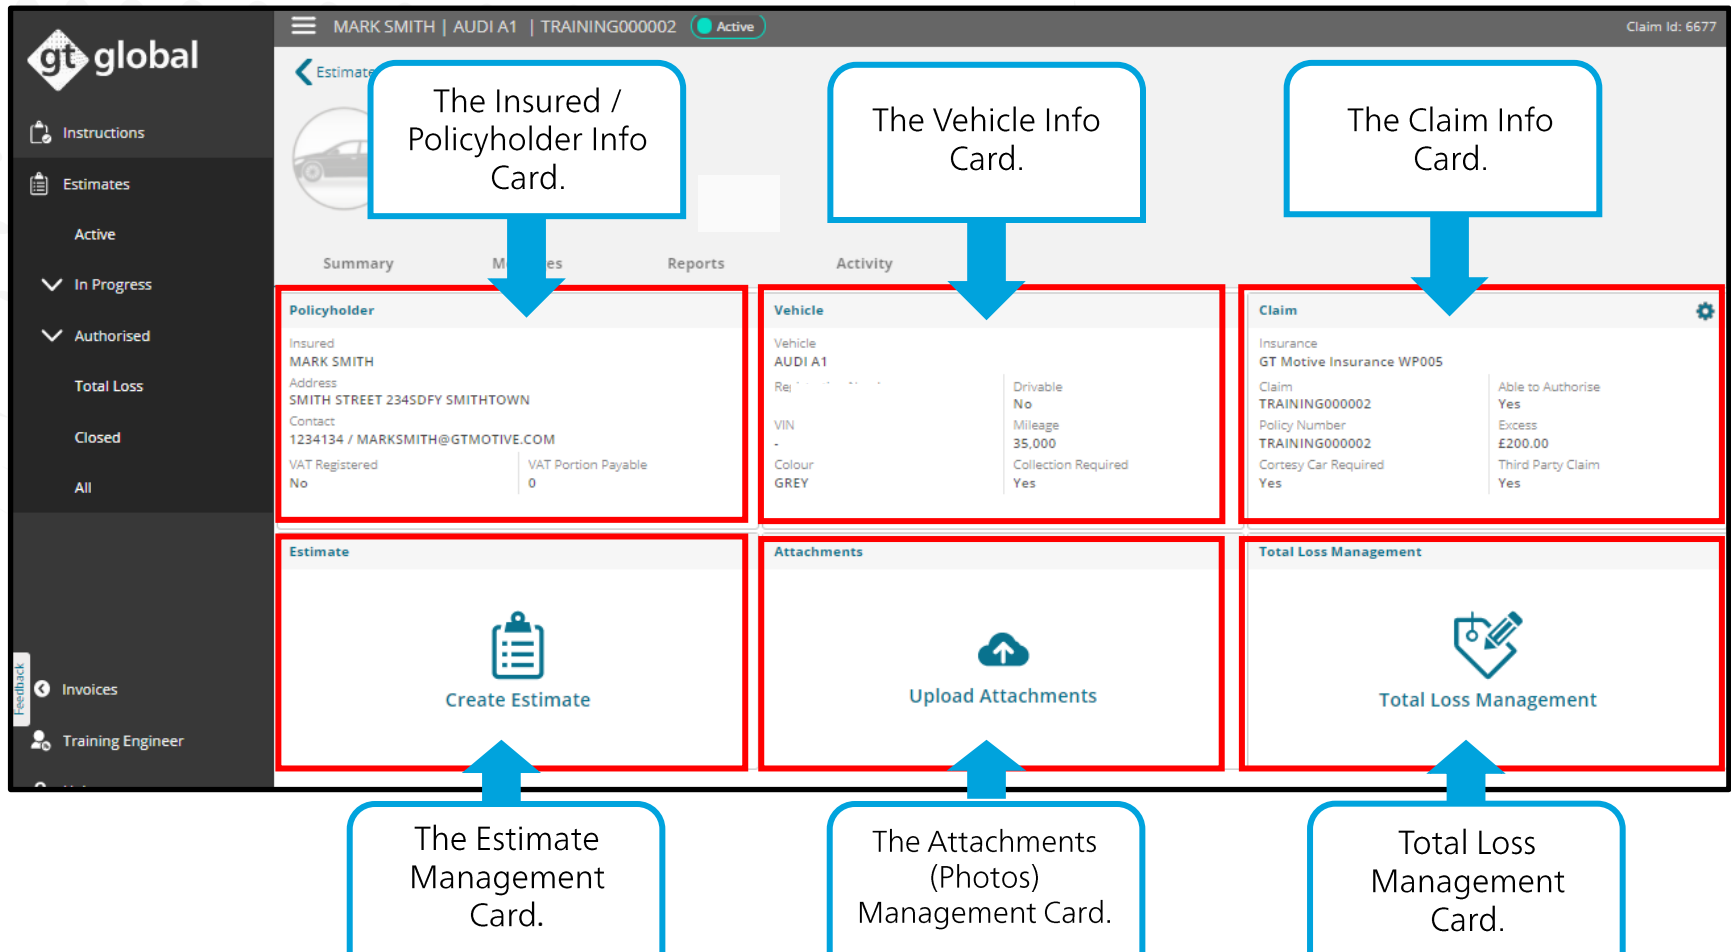 gt global
MARK SMITH | AUDI A1 | TRAINING000002 Active
Claim Id: 6677
Instructions
Estimates
Active
In Progress
Authorised
Total Loss
Closed
All
Feedback
Invoices
Training Engineer
Estimate
The Insured /
Policyholder Info
Card.
The Vehicle Info
Card.
The Claim Info
Card.
Summary
Reports
Activity
Policyholder
Insured
MARK SMITH
Address
SMITH STREET 234SDFY SMITHTOWN
Contact
1234134 / MARKSMITH@GTMOTIVE.COM
VAT Registered
No
VAT Portion Payable
0
Vehicle
Vehicle
AUDI A1
Drivable
No
VIN
-
Mileage
35,000
Colour
GREY
Collection Required
Yes
Claim
Insurance
GT Motive Insurance WP005
Claim
TRAINING000002
Able to Authorise
Yes
Policy Number
TRAINING000002
Excess
£200.00
Cortesy Car Required
Yes
Third Party Claim
Yes
Estimate
Create Estimate
Attachments
Upload Attachments
Total Loss Management
Total Loss Management
The Estimate
Management
Card.
The Attachments
(Photos)
Management Card.
Total Loss
Management
Card.